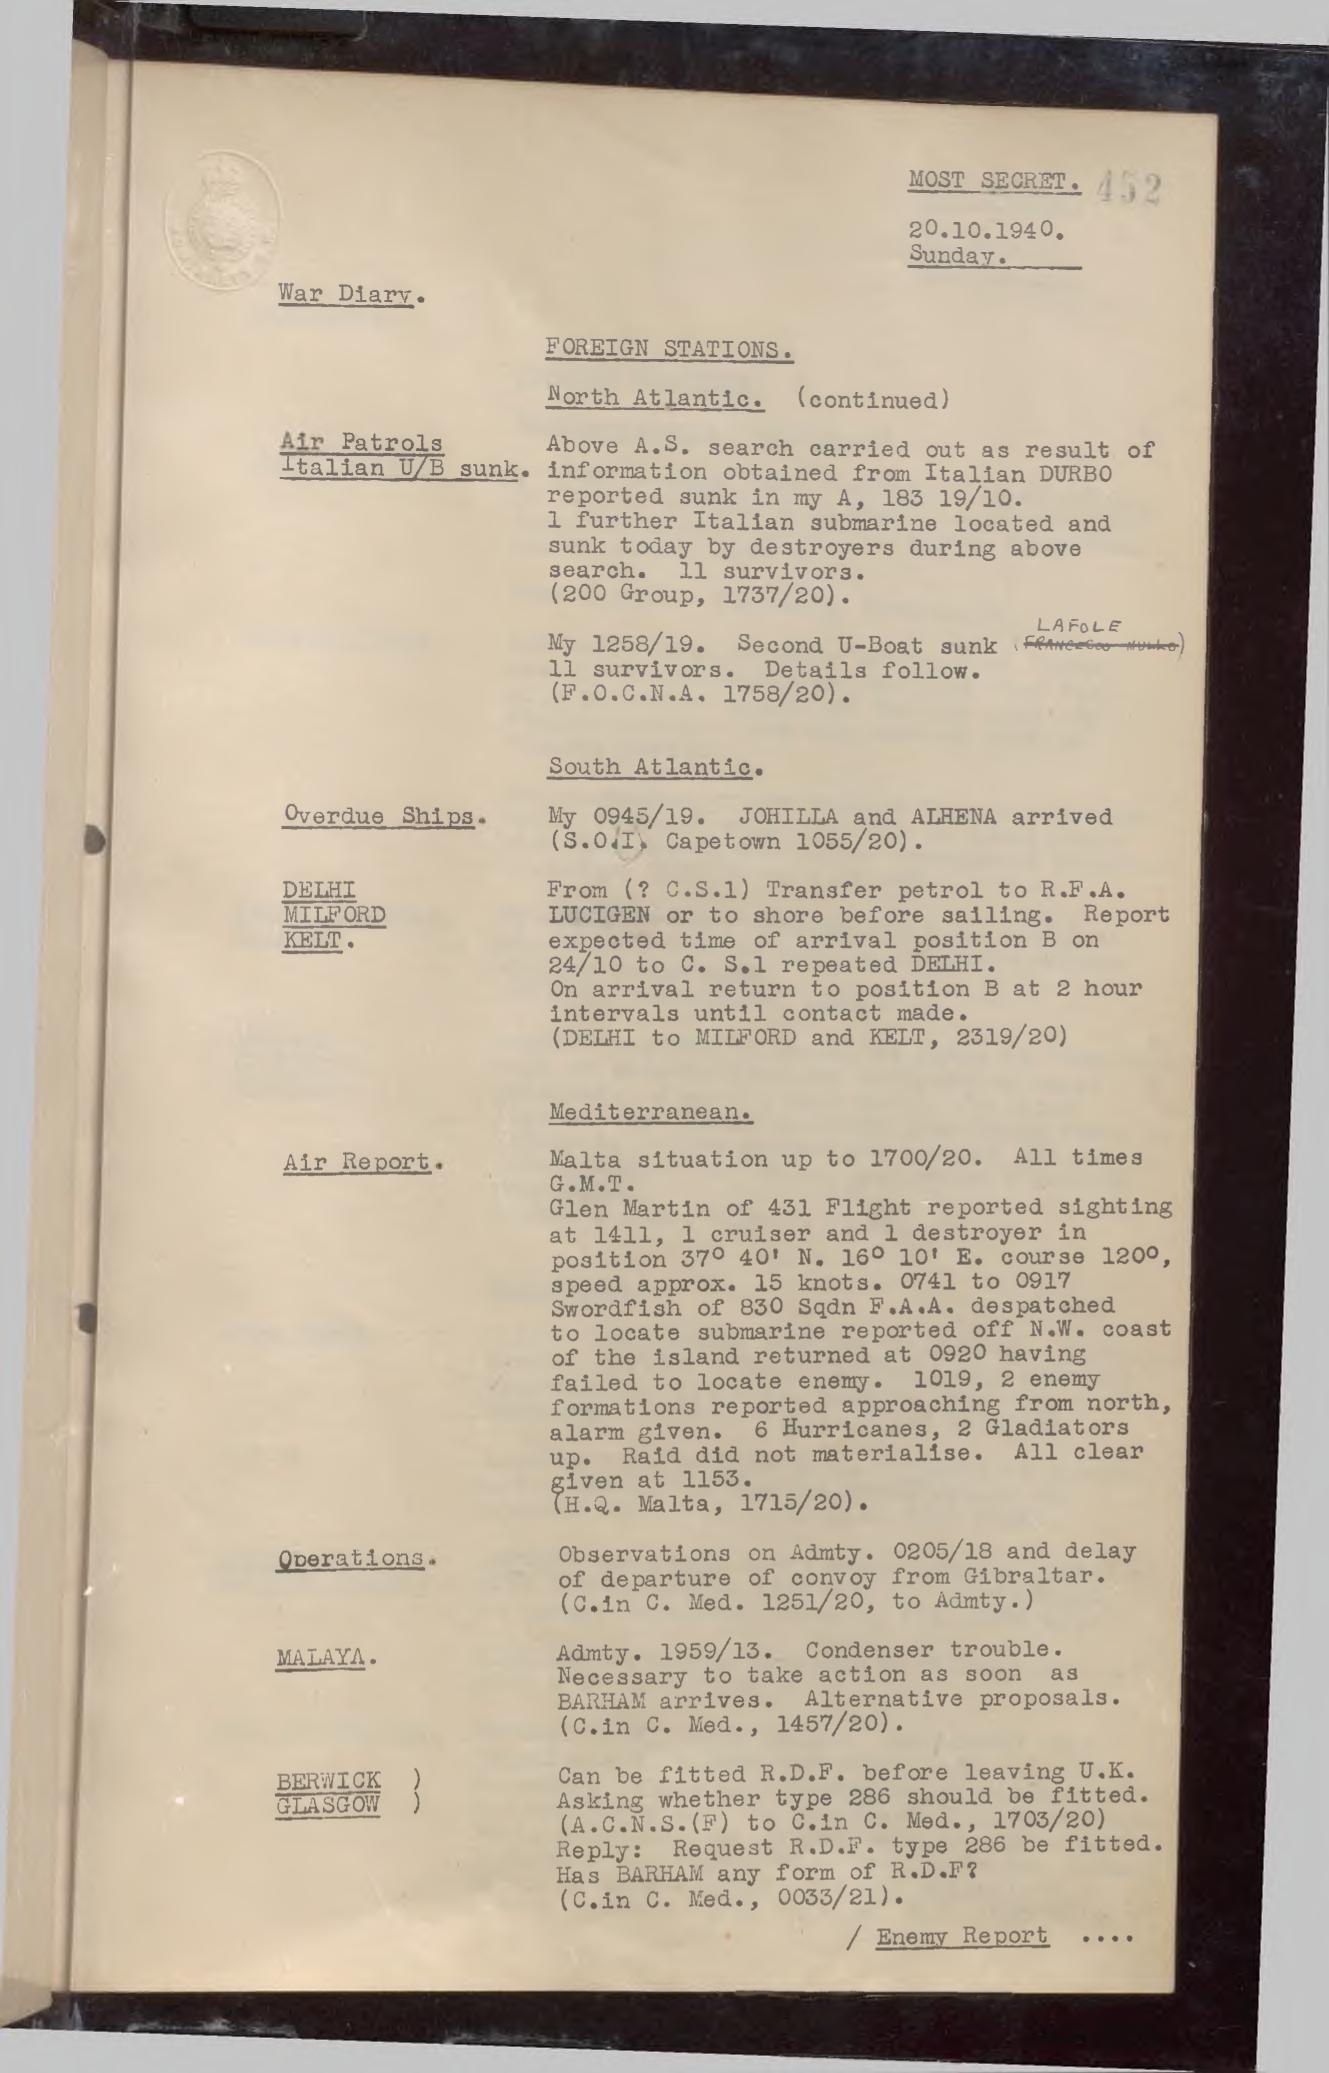 MOST SECRET. 452
20.10.1940.
Sunday.
War Diary.
FOREIGN STATIONS.
North Atlantic. (continued)
Air Patrols
Italian U/B sunk.
Above A.S. search carried out as result of
information obtained from Italian DURBO
reported sunk in my A, 183 19/10.
1 further Italian submarine located and
sunk today by destroyers during above
search. 11 survivors.
(200 Group, 1737/20).
LAFOLE
My 1258/19. Second U-Boat sunk (FRANCESCO NULLO)
11 survivors. Details follow.
(F.O.C.N.A. 1758/20).
South Atlantic.
Overdue Ships.
My 0945/19. JOHILLA and ALHENA arrived
(S.O.I. Capetown 1055/20).
DELHI
MILFORD
KELT.
From (? C.S.1) Transfer petrol to R.F.A.
LUCIGEN or to shore before sailing. Report
expected time of arrival position B on
24/10 to C. S.1 repeated DELHI.
On arrival return to position B at 2 hour
intervals until contact made.
(DELHI to MILFORD and KELT, 2319/20)
Mediterranean.
Air Report.
Malta situation up to 1700/20. All times
G.M.T.
Glen Martin of 431 Flight reported sighting
at 1411, 1 cruiser and 1 destroyer in
position 37° 40' N. 16° 10' E. course 120°,
speed approx. 15 knots. 0741 to 0917
Swordfish of 830 Sqdn F.A.A. despatched
to locate submarine reported off N.W. coast
of the island returned at 0920 having
failed to locate enemy. 1019, 2 enemy
formations reported approaching from north,
alarm given. 6 Hurricanes, 2 Gladiators
up. Raid did not materialise. All clear
given at 1153.
(H.Q. Malta, 1715/20).
Operations.
Observations on Admty. 0205/18 and delay
of departure of convoy from Gibraltar.
(C.in C. Med. 1251/20, to Admty.)
MALAYA.
Admty. 1959/13. Condenser trouble.
Necessary to take action as soon as
BARHAM arrives. Alternative proposals.
(C.in C. Med., 1457/20).
BERWICK )
GLASGOW )
Can be fitted R.D.F. before leaving U.K.
Asking whether type 286 should be fitted.
(A.C.N.S.(F) to C.in C. Med., 1703/20)
Reply: Request R.D.F. type 286 be fitted.
Has BARHAM any form of R.D.F?
(C.in C. Med., 0033/21).
/ Enemy Report ....